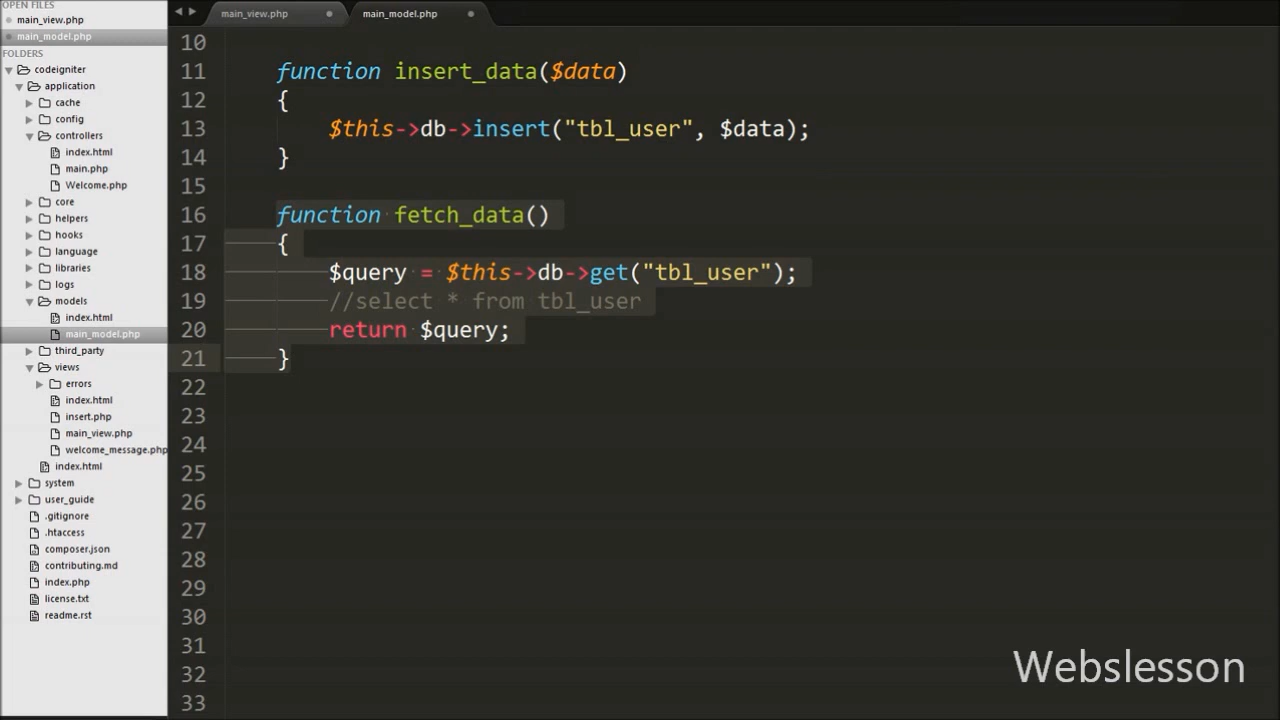 OPEN FILES
main_view.php
main_model.php
FOLDERS
codeigniter
application
cache
config
controllers
index.html
main.php
Welcome.php
core
helpers
hooks
language
libraries
logs
models
index.html
main_model.php
third_party
views
errors
index.html
insert.php
main_view.php
welcome_message.php
index.html
system
user_guide
.gitignore
.htaccess
composer.json
contributing.md
index.php
license.txt
readme.rst
main_view.php
main_model.php
10
11 function insert_data($data)
12 {
13 $this->db->insert("tbl_user", $data);
14 }
15
16 function fetch_data()
17 {
18 $query = $this->db->get("tbl_user");
19 //select * from tbl_user
20 return $query;
21 }
22
23
24
25
26
27
28
29
30
31
32
33
Webslesson